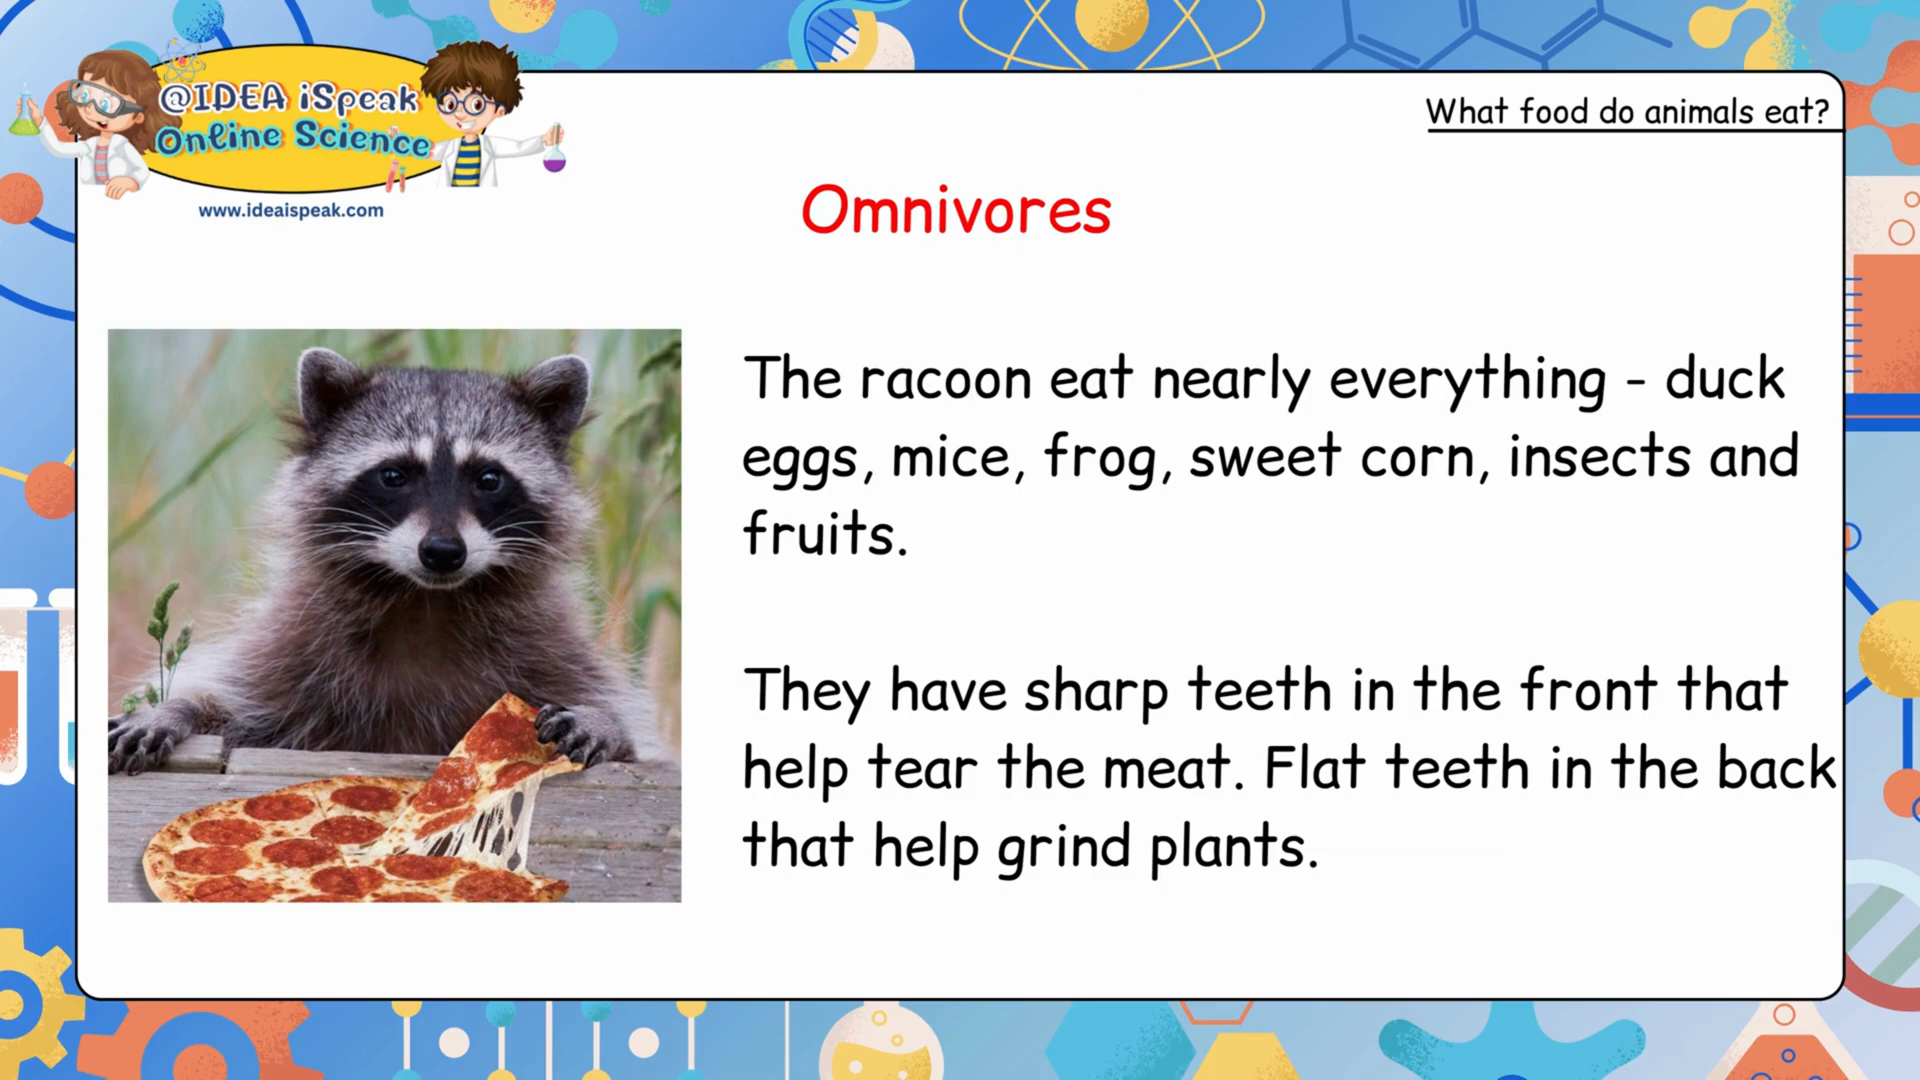 @IDEA iSpeak
Online Science
www.ideaispeak.com
What food do animals eat?
Omnivores
The racoon eat nearly everything - duck
eggs, mice, frog, sweet corn, insects and
fruits.
They have sharp teeth in the front that
help tear the meat. Flat teeth in the back
that help grind plants.